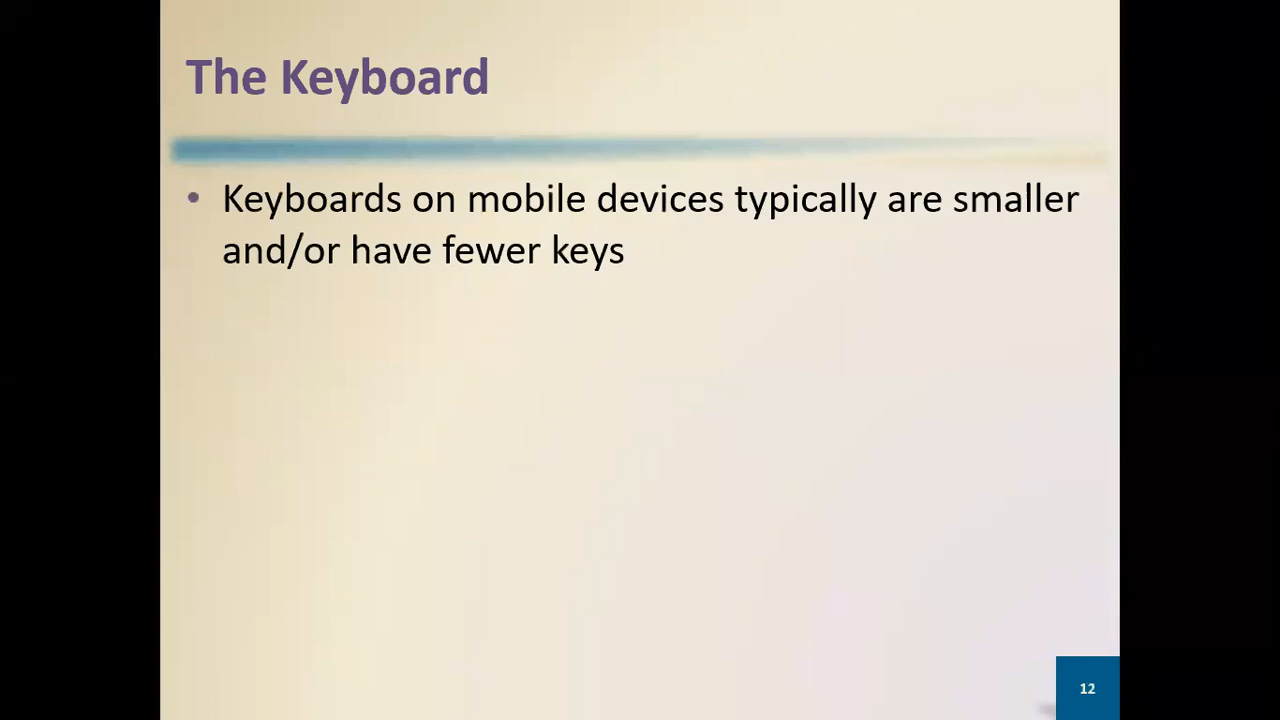 The Keyboard
• Keyboards on mobile devices typically are smaller
and/or have fewer keys
12